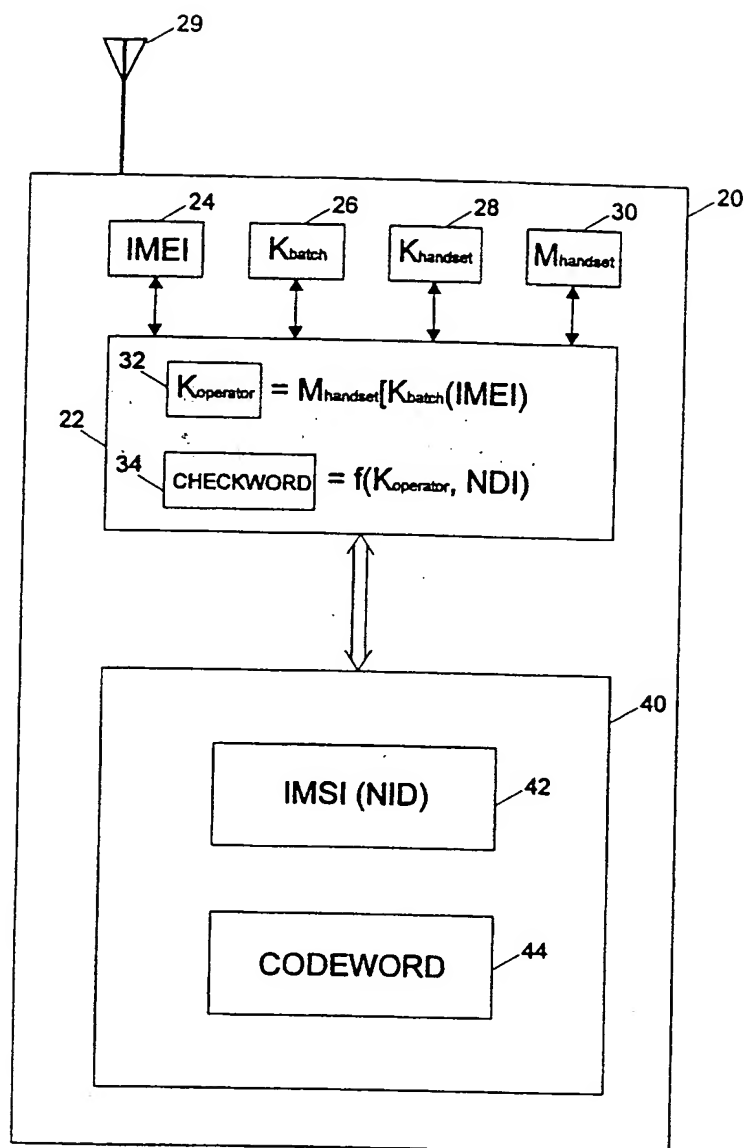 29
20
24
26
28
30
IMEI
Kbatch
Khandset
Mhandset
32
Koperator = Mhandset[Kbatch(IMEI)
22
34
CHECKWORD = f(Koperator, NDI)
40
IMSI (NID)
42
CODEWORD
44